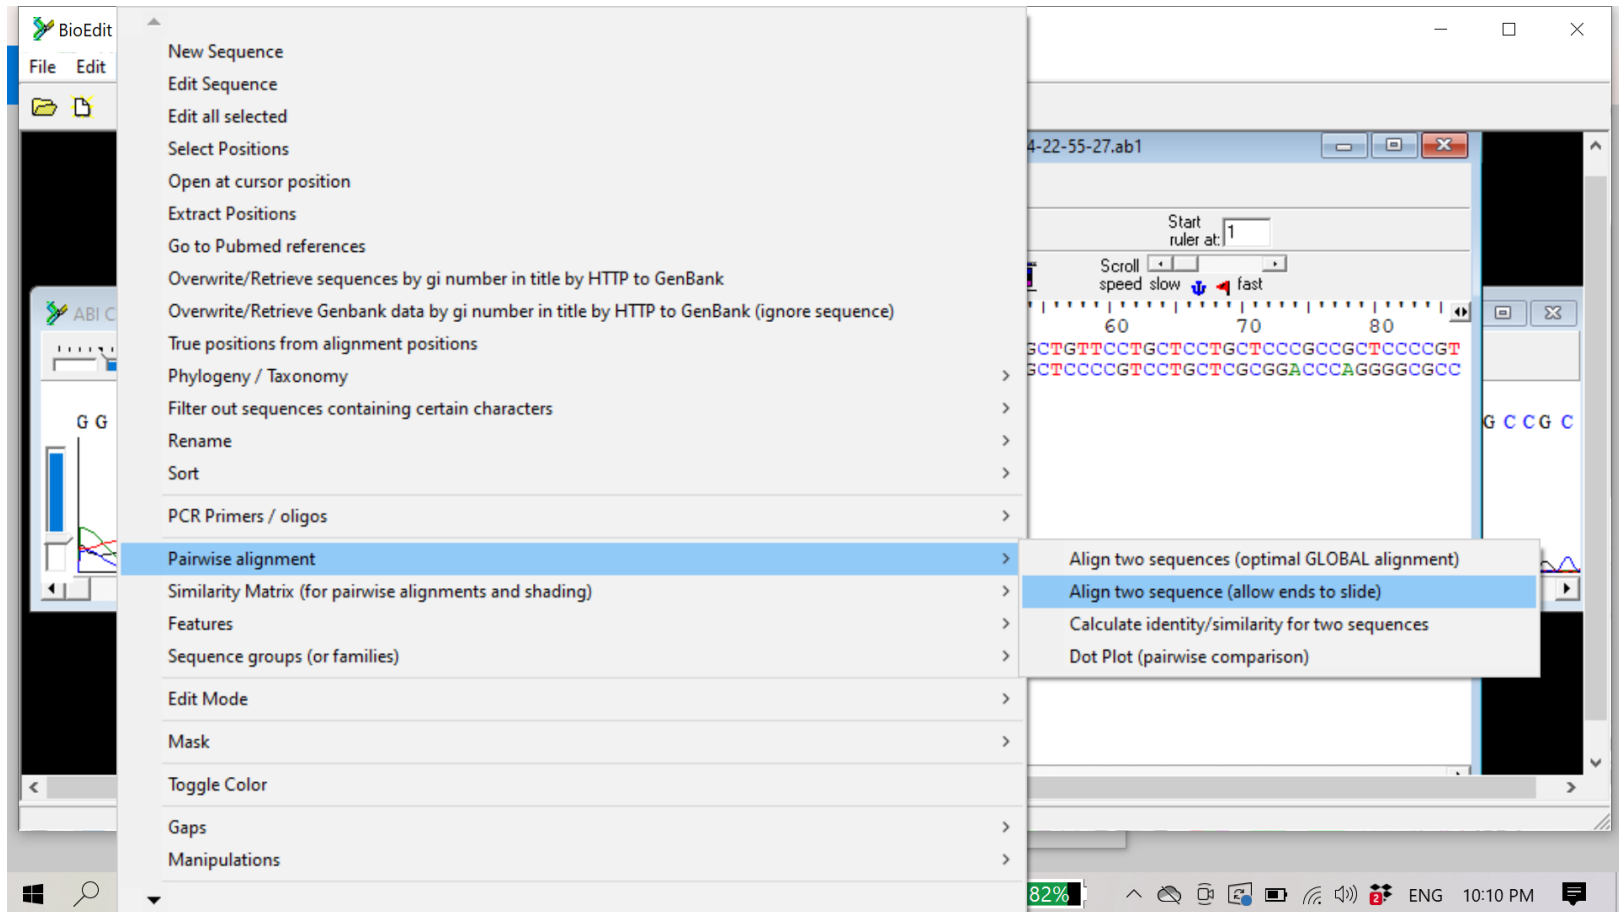 BioEdit
File Edit
New Sequence
Edit Sequence
Edit all selected
Select Positions
Open at cursor position
Extract Positions
Go to Pubmed references
Overwrite/Retrieve sequences by gi number in title by HTTP to GenBank
Overwrite/Retrieve Genbank data by gi number in title by HTTP to GenBank (ignore sequence)
True positions from alignment positions
Phylogeny / Taxonomy
Filter out sequences containing certain characters
Rename
Sort
PCR Primers / oligos
Pairwise alignment
Similarity Matrix (for pairwise alignments and shading)
Features
Sequence groups (or families)
Edit Mode
Mask
Toggle Color
Gaps
Manipulations
Align two sequences (optimal GLOBAL alignment)
Align two sequence (allow ends to slide)
Calculate identity/similarity for two sequences
Dot Plot (pairwise comparison)
4-22-55-27.ab1
Start
ruler at: 1
Scroll
speed slow fast
60 70 80
GCTGTTCCTGCTCCTGCTCCCGCCGCTCCCCGT
GCTCCCCGTCCTGCTCGCGGACCCAGGGGCGCC
ABI C
G G
G C C G C
82%
2
ENG 10:10 PM